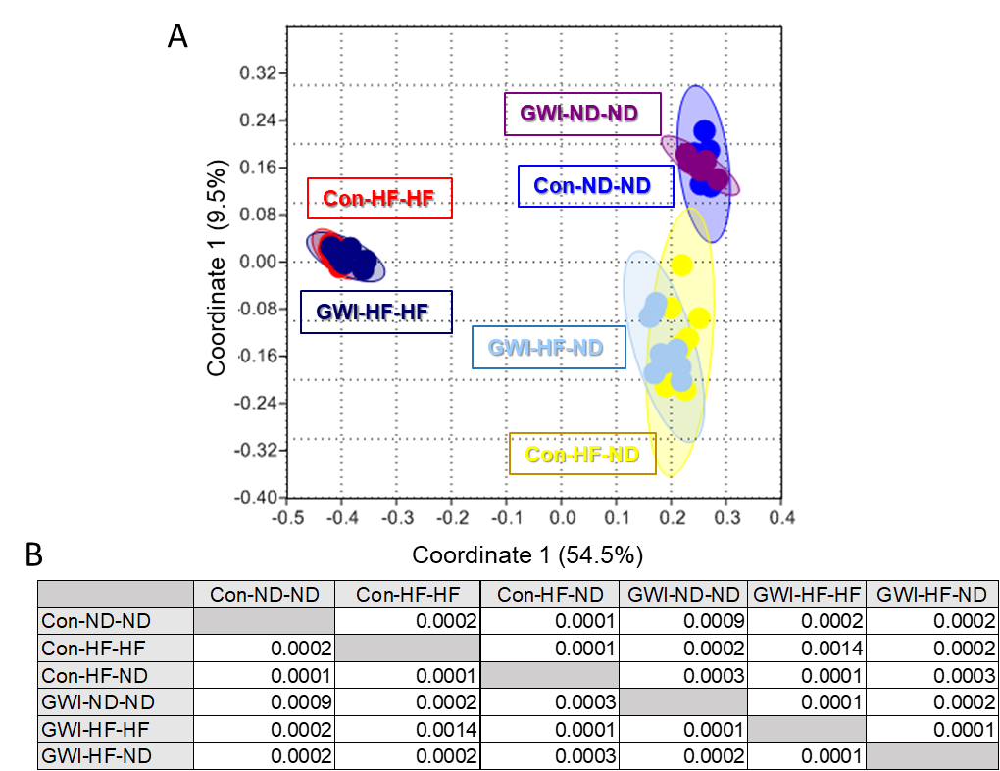 A
0.32
0.24
0.16
0.08
0.00
-0.08
-0.16
-0.24
-0.32
-0.40
Coordinate 1 (9.5%)
GWI-ND-ND
Con-ND-ND
Con-HF-HF
GWI-HF-HF
GWI-HF-ND
Con-HF-ND
-0.5 -0.4 -0.3 -0.2 -0.1 0.0 0.1 0.2 0.3 0.4
Coordinate 1 (54.5%)
B
Con-ND-ND Con-HF-HF Con-HF-ND GWI-ND-ND GWI-HF-HF GWI-HF-ND
Con-ND-ND 0.0002 0.0001 0.0009 0.0002 0.0002
Con-HF-HF 0.0002 0.0001 0.0002 0.0014 0.0002
Con-HF-ND 0.0001 0.0001 0.0003 0.0001 0.0003
GWI-ND-ND 0.0009 0.0002 0.0003 0.0001 0.0002
GWI-HF-HF 0.0002 0.0014 0.0001 0.0001 0.0001
GWI-HF-ND 0.0002 0.0002 0.0003 0.0002 0.0001